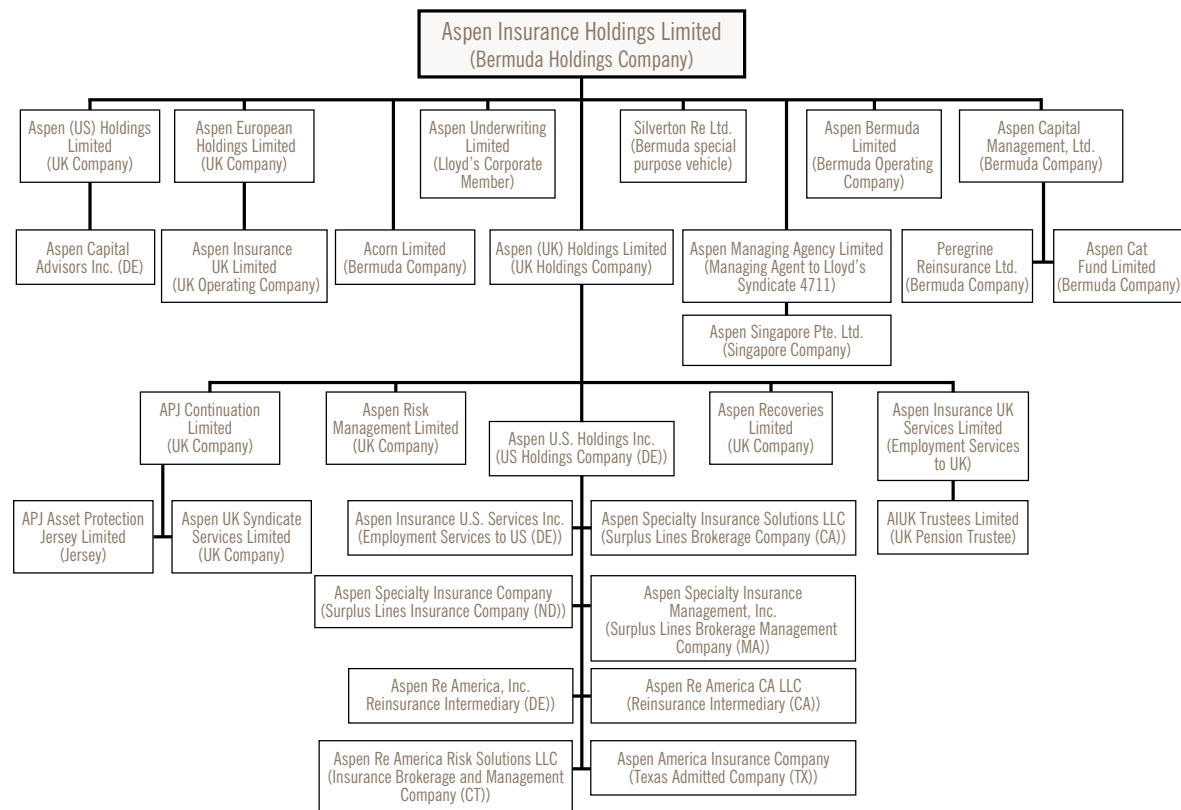 Aspen Insurance Holdings Limited
(Bermuda Holdings Company)
Aspen (US) Holdings
Limited
(UK Company)
Aspen European
Holdings Limited
(UK Company)
Aspen Underwriting
Limited
(Lloyd's Corporate
Member)
Silverton Re Ltd.
(Bermuda special
purpose vehicle)
Aspen Bermuda
Limited
(Bermuda Operating
Company)
Aspen Capital
Management, Ltd.
(Bermuda Company)
Aspen Capital
Advisors Inc. (DE)
Aspen Insurance
UK Limited
(UK Operating Company)
Acorn Limited
(Bermuda Company)
Aspen (UK) Holdings Limited
(UK Holdings Company)
Aspen Managing Agency Limited
(Managing Agent to Lloyd's
Syndicate 4711)
Peregrine
Reinsurance Ltd.
(Bermuda Company)
Aspen Cat
Fund Limited
(Bermuda Company)
Aspen Singapore Pte. Ltd.
(Singapore Company)
APJ Continuation
Limited
(UK Company)
Aspen Risk
Management Limited
(UK Company)
Aspen U.S. Holdings Inc.
(US Holdings Company (DE))
Aspen Recoveries
Limited
(UK Company)
Aspen Insurance UK
Services Limited
(Employment Services
to UK)
APJ Asset Protection
Jersey Limited
(Jersey)
Aspen UK Syndicate
Services Limited
(UK Company)
Aspen Insurance U.S. Services Inc.
(Employment Services to US (DE))
Aspen Specialty Insurance Solutions LLC
(Surplus Lines Brokerage Company (CA))
AIUK Trustees Limited
(UK Pension Trustee)
Aspen Specialty Insurance Company
(Surplus Lines Insurance Company (ND))
Aspen Specialty Insurance
Management, Inc.
(Surplus Lines Brokerage Management
Company (MA))
Aspen Re America, Inc.
Reinsurance Intermediary (DE))
Aspen Re America CA LLC
(Reinsurance Intermediary (CA))
Aspen Re America Risk Solutions LLC
(Insurance Brokerage and Management
Company (CT))
Aspen America Insurance Company
(Texas Admitted Company (TX))